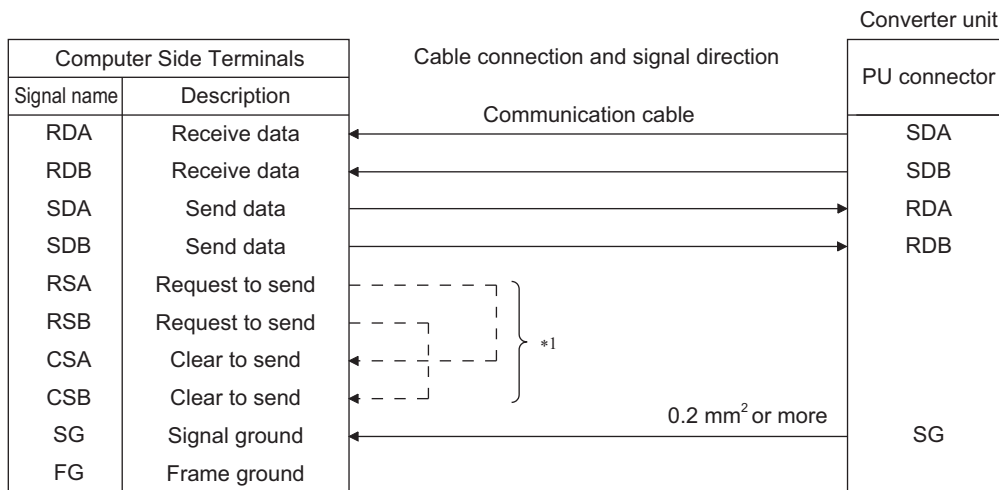 Converter unit
Computer Side Terminals
Cable connection and signal direction
PU connector
Signal name Description
Communication cable
RDA Receive data SDA
RDB Receive data SDB
SDA Send data RDA
SDB Send data RDB
RSA Request to send
RSB Request to send
*1
CSA Clear to send
CSB Clear to send
0.2 mm² or more
SG Signal ground SG
FG Frame ground